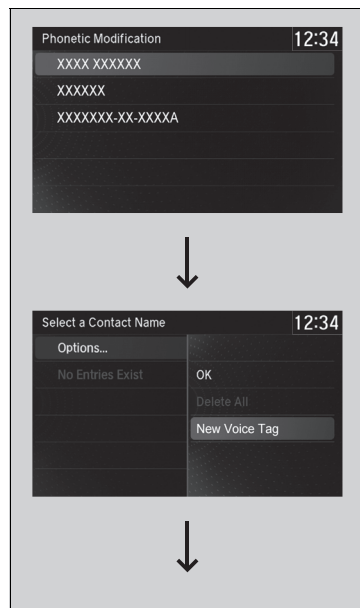 Phonetic Modification 12:34
XXXX XXXXXX
XXXXXX
XXXXXXX-XX-XXXXA
Select a Contact Name 12:34
Options...
No Entries Exist
OK
Delete All
New Voice Tag